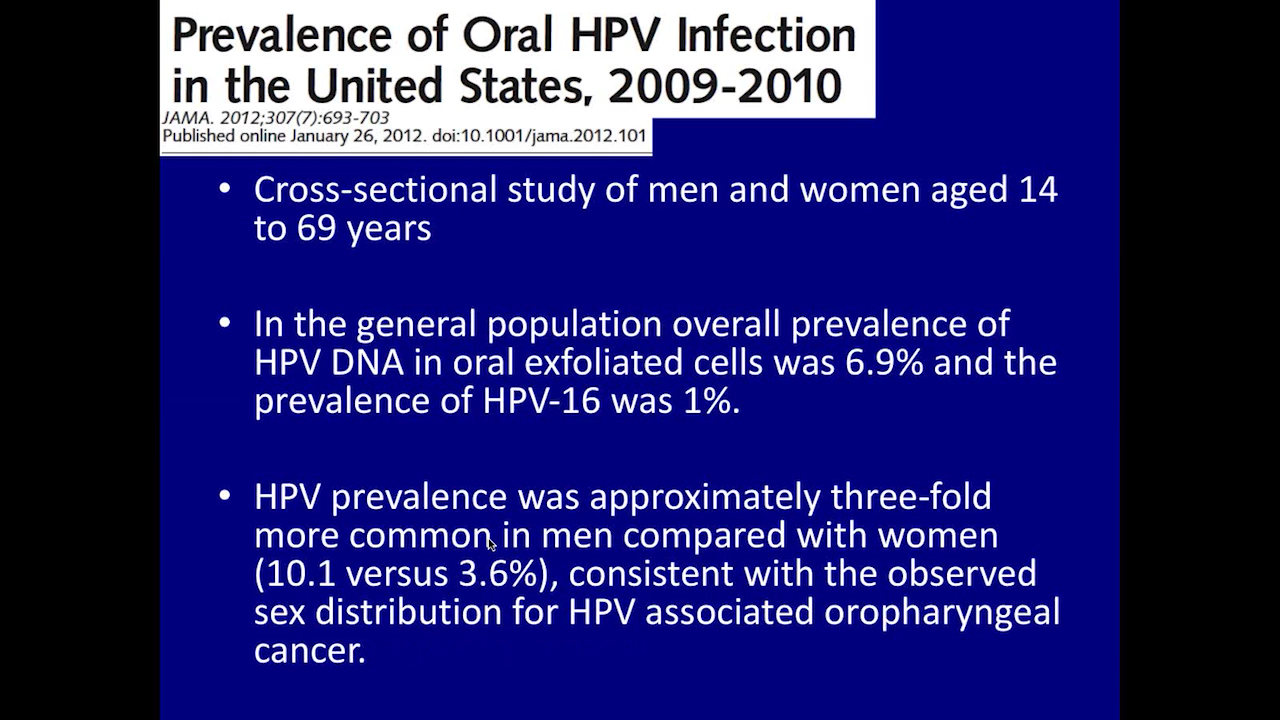 Prevalence of Oral HPV Infection
in the United States, 2009-2010
JAMA. 2012;307(7):693-703
Published online January 26, 2012. doi:10.1001/jama.2012.101
• Cross-sectional study of men and women aged 14
to 69 years
• In the general population overall prevalence of
HPV DNA in oral exfoliated cells was 6.9% and the
prevalence of HPV-16 was 1%.
• HPV prevalence was approximately three-fold
more common in men compared with women
(10.1 versus 3.6%), consistent with the observed
sex distribution for HPV associated oropharyngeal
cancer.